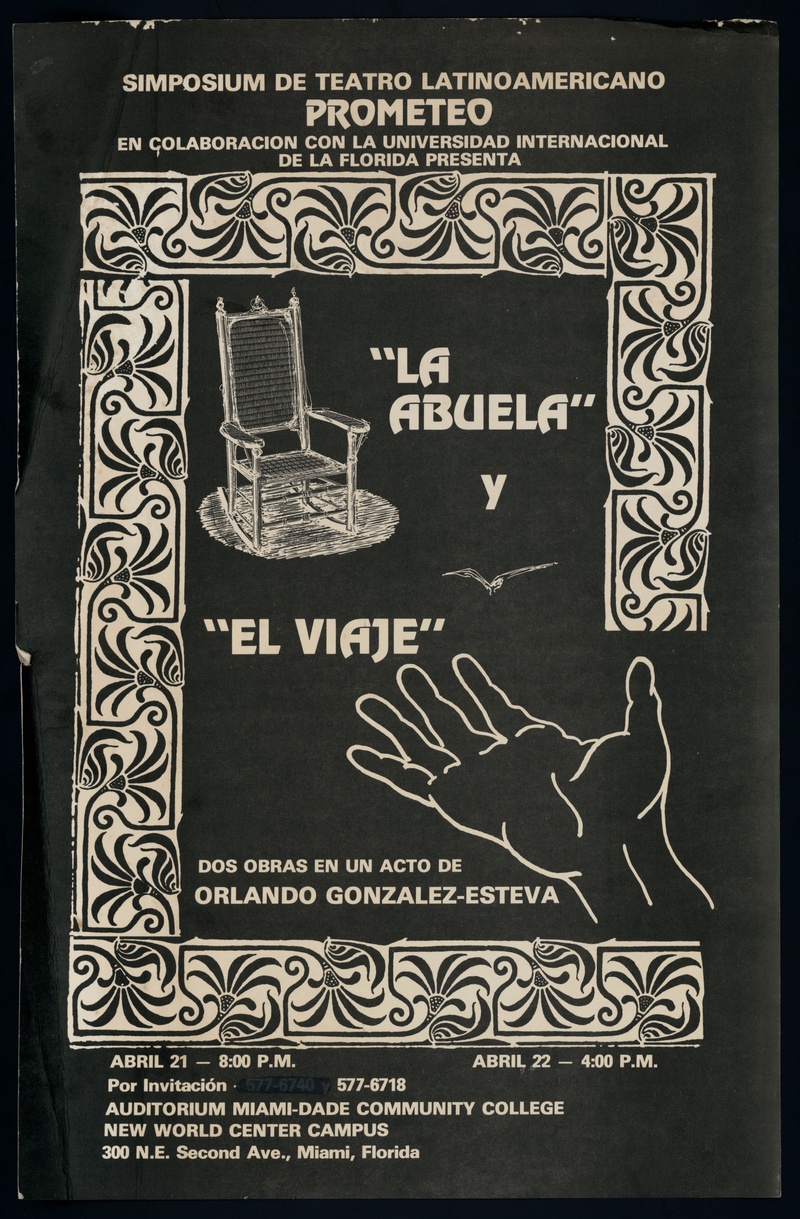 SIMPOSIUM DE TEATRO LATINOAMERICANO
PROMETEO
EN COLABORACION CON LA UNIVERSIDAD INTERNACIONAL
DE LA FLORIDA PRESENTA
"LA
ABUELA"
y
"EL VIAJE"
DOS OBRAS EN UN ACTO DE
ORLANDO GONZALEZ-ESTEVA
ABRIL 21 — 8:00 P.M. ABRIL 22 — 4:00 P.M.
Por Invitación · 577-6740 y 577-6718
AUDITORIUM MIAMI-DADE COMMUNITY COLLEGE
NEW WORLD CENTER CAMPUS
300 N.E. Second Ave., Miami, Florida